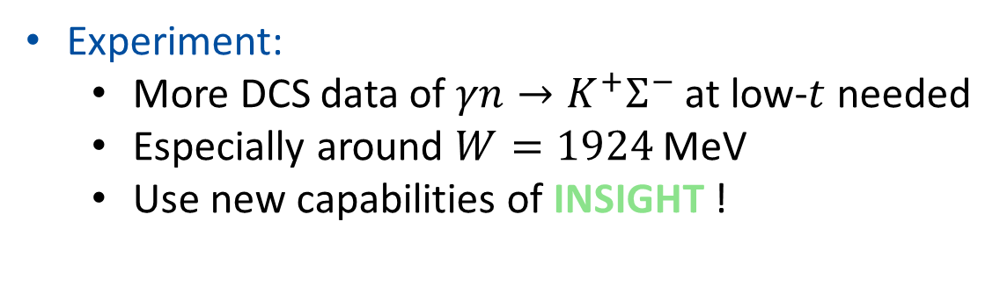 • Experiment:
• More DCS data of γn → K⁺Σ⁻ at low-t needed
• Especially around W = 1924 MeV
• Use new capabilities of INSIGHT !